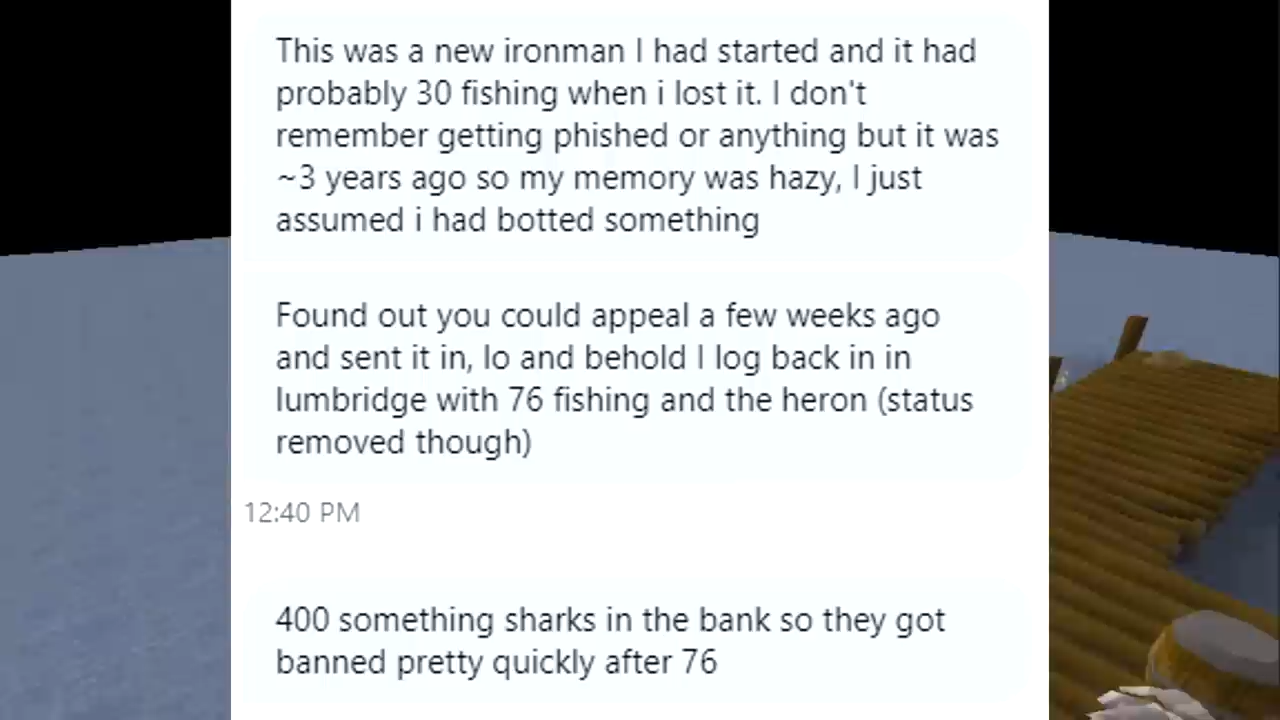 This was a new ironman I had started and it had
probably 30 fishing when i lost it. I don't
remember getting phished or anything but it was
~3 years ago so my memory was hazy, I just
assumed i had botted something
Found out you could appeal a few weeks ago
and sent it in, lo and behold I log back in in
lumbridge with 76 fishing and the heron (status
removed though)
12:40 PM
400 something sharks in the bank so they got
banned pretty quickly after 76